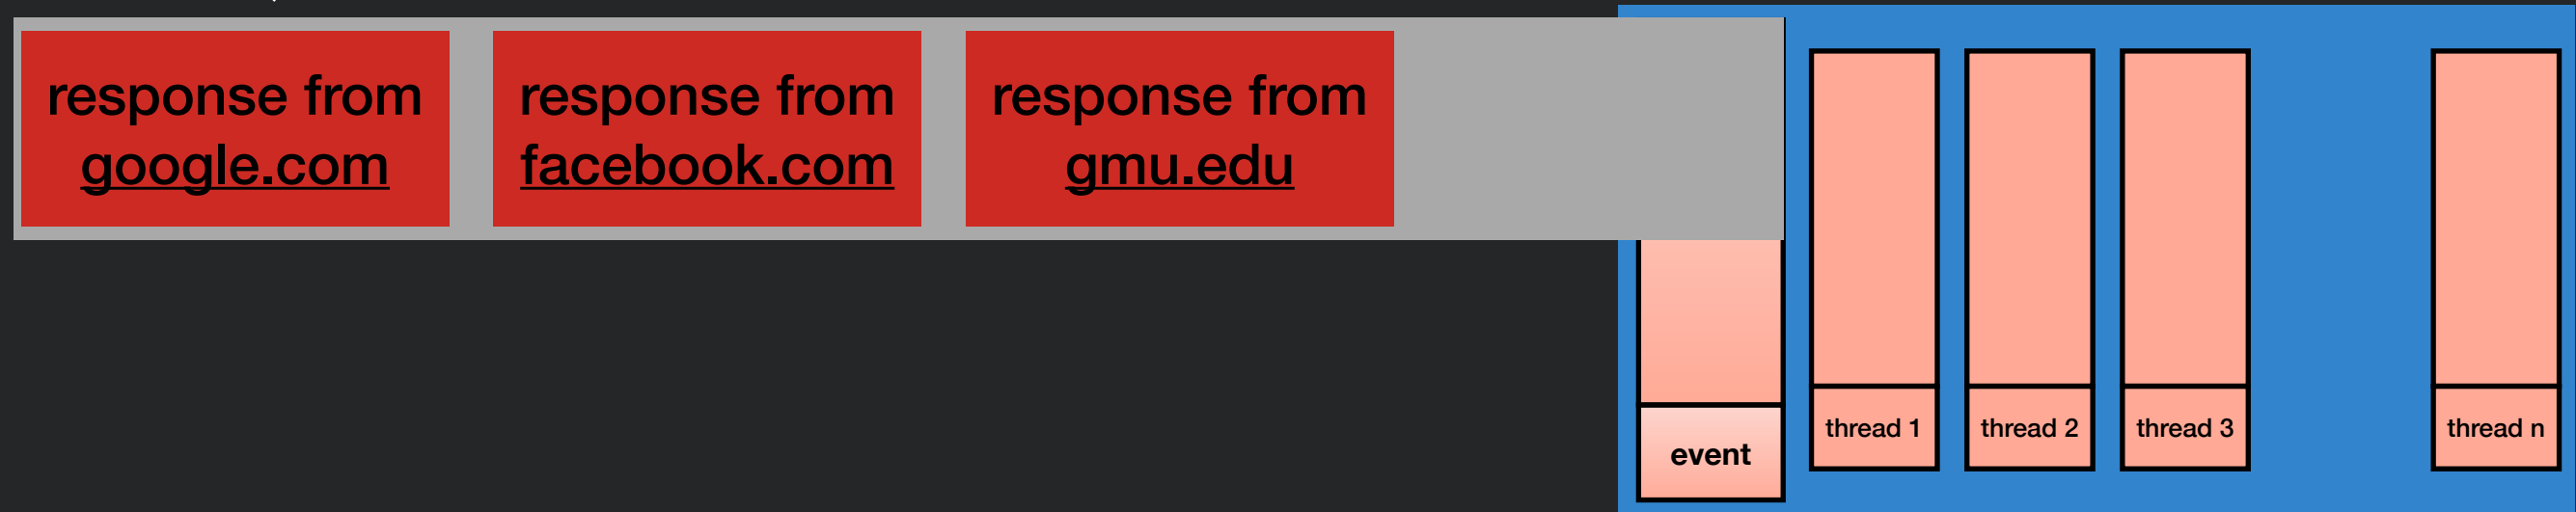 response from
google.com
response from
facebook.com
response from
gmu.edu
event
thread 1
thread 2
thread 3
thread n